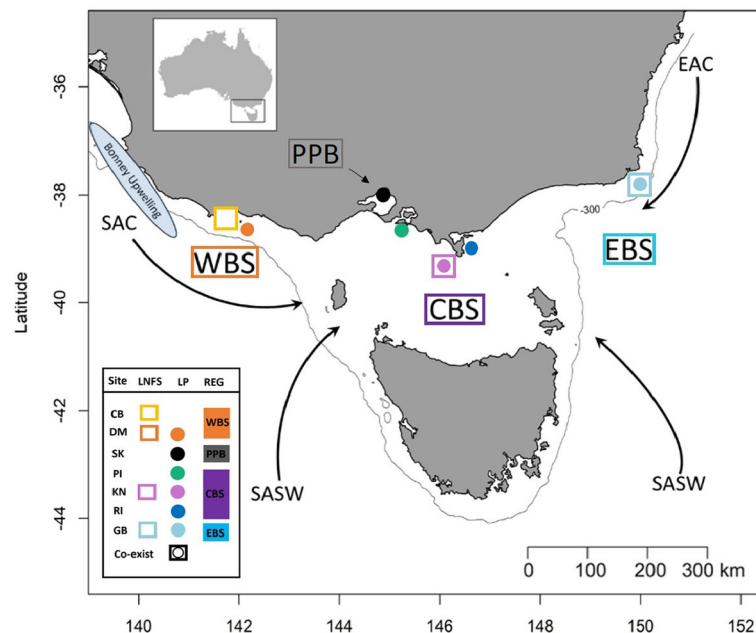 -36
-38
-40
-42
-44
Latitude
EAC
PPB
Bonney Upwelling
SAC
WBS
-300
EBS
CBS
SASW
SASW
Site LNFS LP REG
CB
WBS
DM
SK PPB
PI
KN CBS
RI
GB EBS
Co-exist
0 100 200 300 km
140 142 144 146 148 150 152